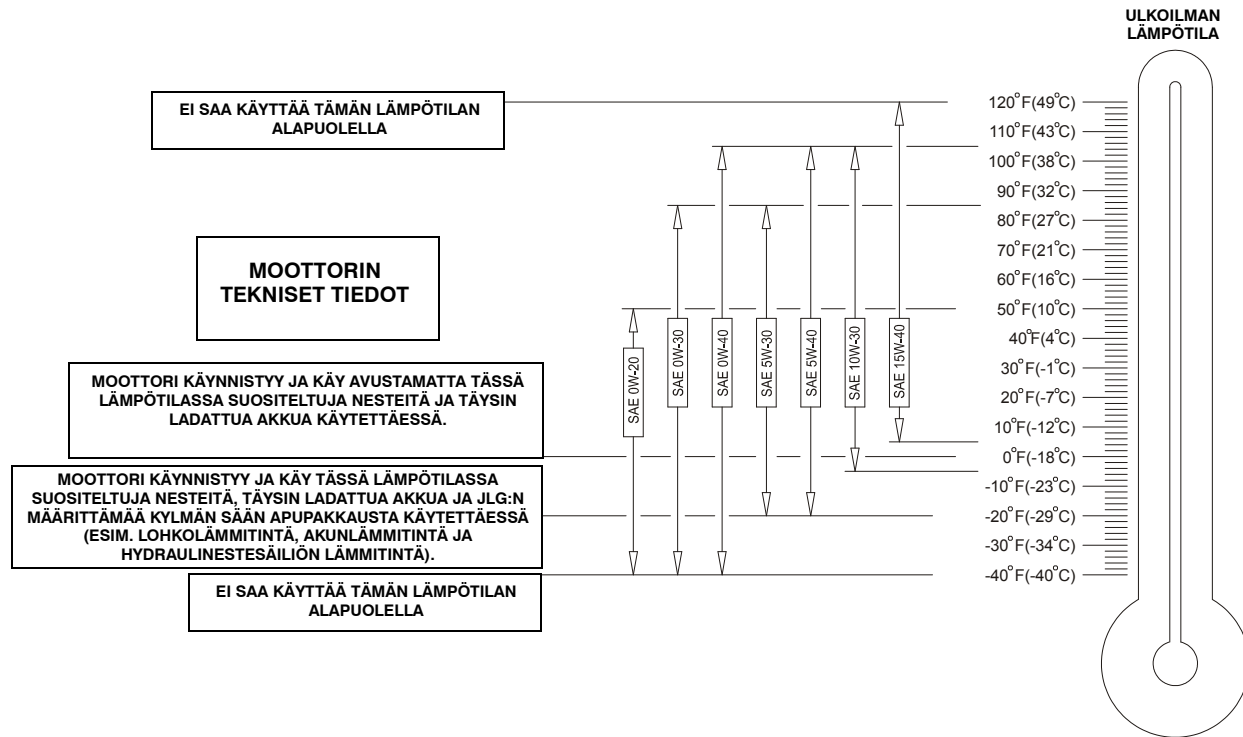 ULKOILMAN
LÄMPÖTILA
EI SAA KÄYTTÄÄ TÄMÄN LÄMPÖTILAN
ALAPUOLELLA
MOOTTORIN
TEKNISET TIEDOT
MOOTTORI KÄYNNISTYY JA KÄY AVUSTAMATTA TÄSSÄ
LÄMPÖTILASSA SUOSITELTUJA NESTEITÄ JA TÄYSIN
LADATTUA AKKUA KÄYTETTÄESSÄ.
MOOTTORI KÄYNNISTYY JA KÄY TÄSSÄ LÄMPÖTILASSA
SUOSITELTUJA NESTEITÄ, TÄYSIN LADATTUA AKKUA JA JLG:N
MÄÄRITTÄMÄÄ KYLMÄN SÄÄN APUPAKKAUSTA KÄYTETTÄESSÄ
(ESIM. LOHKOLÄMMITINTÄ, AKUNLÄMMITINTÄ JA
HYDRAULINESTESÄILIÖN LÄMMITINTÄ).
EI SAA KÄYTTÄÄ TÄMÄN LÄMPÖTILAN
ALAPUOLELLA
SAE 0W-20
SAE 0W-30
SAE 0W-40
SAE 5W-30
SAE 5W-40
SAE 10W-30
SAE 15W-40
120°F(49°C)
110°F(43°C)
100°F(38°C)
90°F(32°C)
80°F(27°C)
70°F(21°C)
60°F(16°C)
50°F(10°C)
40°F(4°C)
30°F(-1°C)
20°F(-7°C)
10°F(-12°C)
0°F(-18°C)
-10°F(-23°C)
-20°F(-29°C)
-30°F(-34°C)
-40°F(-40°C)